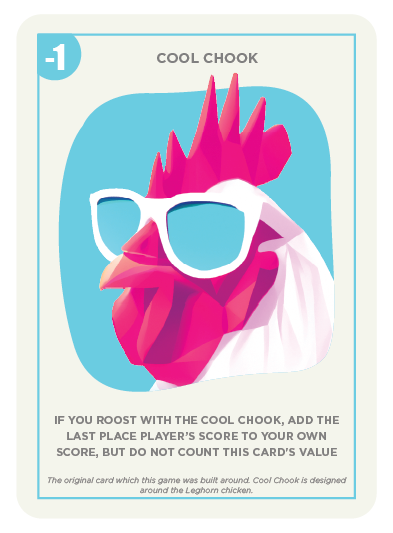 -1
COOL CHOOK
IF YOU ROOST WITH THE COOL CHOOK, ADD THE
LAST PLACE PLAYER'S SCORE TO YOUR OWN
SCORE, BUT DO NOT COUNT THIS CARD'S VALUE
The original card which this game was built around. Cool Chook is designed
around the Leghorn chicken.